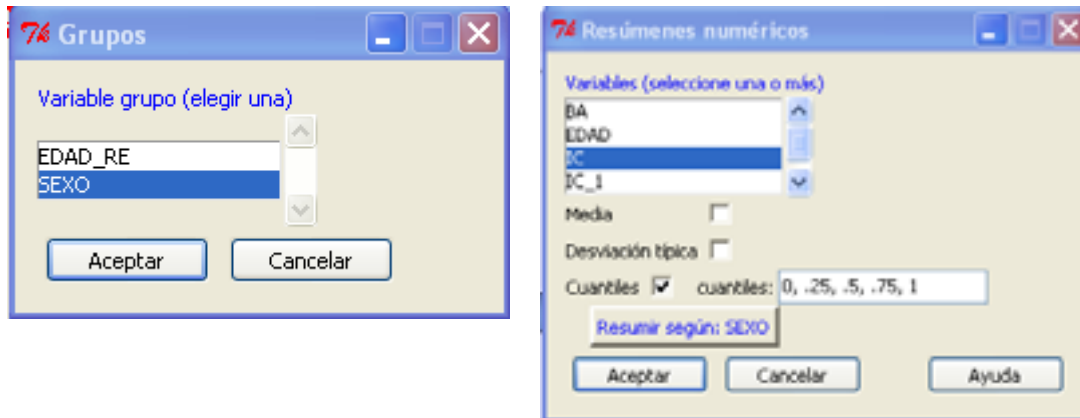 Grupos
Variable grupo (elegir una)
EDAD_RE
SEXO
Aceptar
Cancelar
Resúmenes numéricos
Variables (seleccione una o más)
BA
EDAD
IC
IC_1
Media
Desviación típica
Cuantiles cuantiles: 0, .25, .5, .75, 1
Resumir según: SEXO
Aceptar
Cancelar
Ayuda